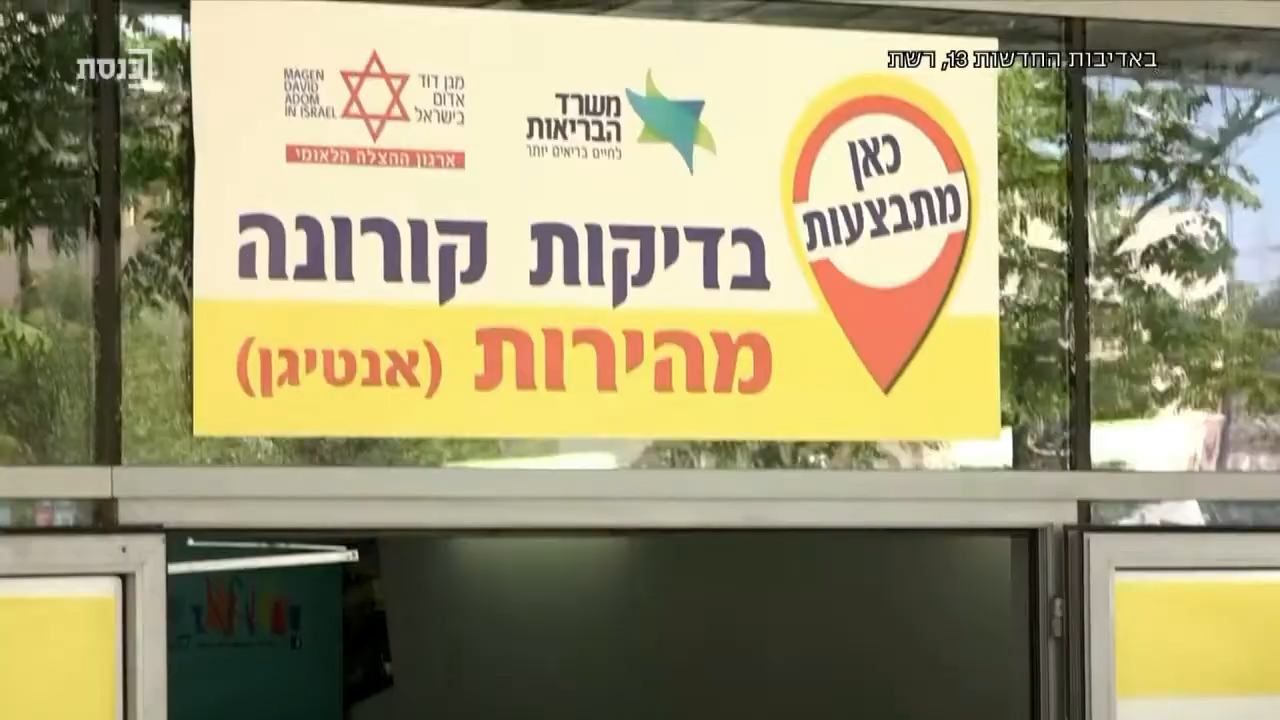 כנסת
באדיבות החדשות 13, רשת
MAGEN
DAVID
ADOM
IN ISRAEL
מגן דוד
אדום
בישראל
ארגון ההצלה הלאומי
משרד
הבריאות
לחיים בריאים יותר
כאן
מתבצעות
בדיקות קורונה
מהירות (אנטיגן)